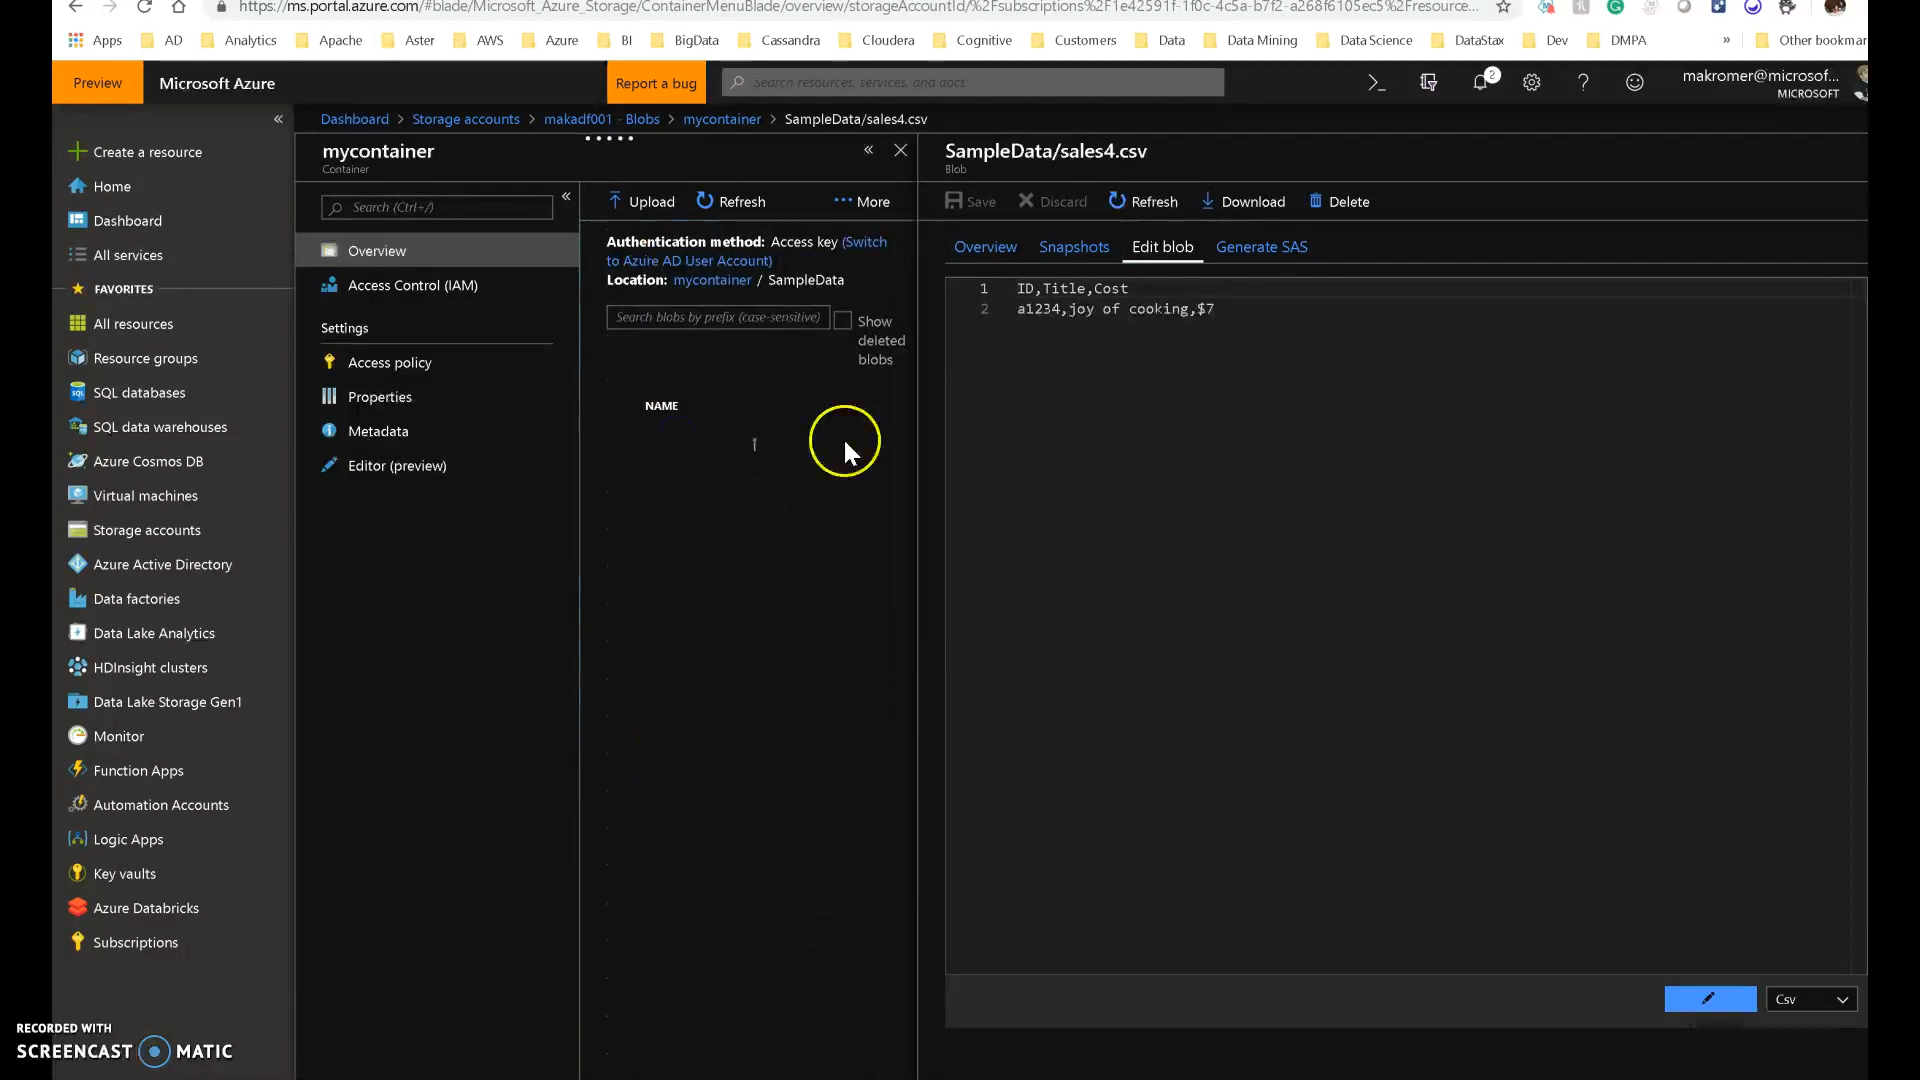 https://ms.portal.azure.com/#blade/Microsoft_Azure_Storage/ContainerMenuBlade/overview/storageAccountId/%2Fsubscriptions%2F1e42591f-1f0c-4c5a-b7f2-a268f6105ec5%2Fresource...
Apps AD Analytics Apache Aster AWS Azure BI BigData Cassandra Cloudera Cognitive Customers Data Data Mining Data Science DataStax Dev DMPA » Other bookmar
Preview Microsoft Azure Report a bug Search resources, services, and docs 2 makromer@microsof...
MICROSOFT
Dashboard > Storage accounts > makadf001 - Blobs > mycontainer > SampleData/sales4.csv
Create a resource
Home
Dashboard
All services
FAVORITES
All resources
Resource groups
SQL databases
SQL data warehouses
Azure Cosmos DB
Virtual machines
Storage accounts
Azure Active Directory
Data factories
Data Lake Analytics
HDInsight clusters
Data Lake Storage Gen1
Monitor
Function Apps
Automation Accounts
Logic Apps
Key vaults
Azure Databricks
Subscriptions
mycontainer
Container
Search (Ctrl+/)
Overview
Access Control (IAM)
Settings
Access policy
Properties
Metadata
Editor (preview)
Upload Refresh More
Authentication method: Access key (Switch
to Azure AD User Account)
Location: mycontainer / SampleData
Search blobs by prefix (case-sensitive)
Show
deleted
blobs
NAME
SampleData/sales4.csv
Blob
Save Discard Refresh Download Delete
Overview Snapshots Edit blob Generate SAS
1 ID,Title,Cost
2 a1234,joy of cooking,$7
Csv
RECORDED WITH
SCREENCAST MATIC